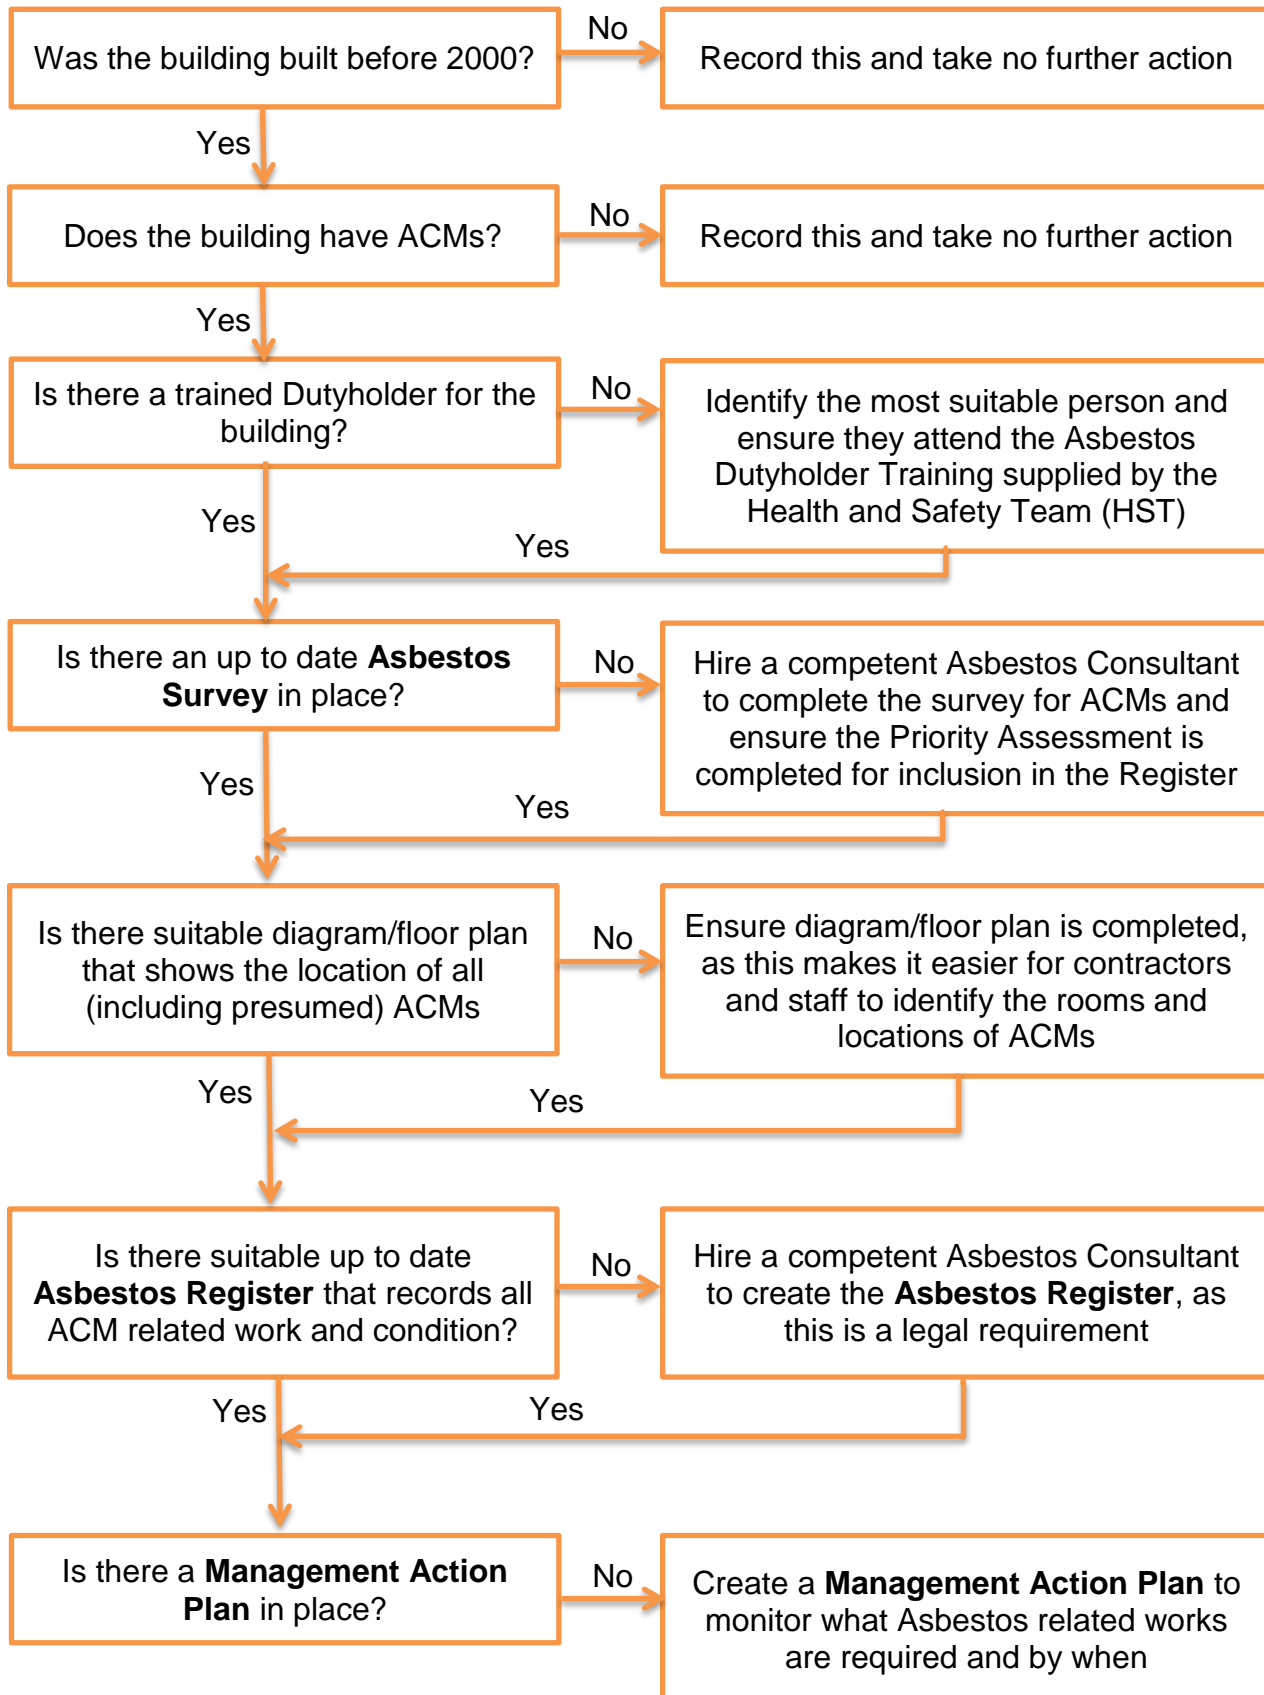 Was the building built before 2000?
No
Record this and take no further action
Yes
Does the building have ACMs?
No
Record this and take no further action
Yes
Is there a trained Dutyholder for the
building?
No
Identify the most suitable person and
ensure they attend the Asbestos
Dutyholder Training supplied by the
Health and Safety Team (HST)
Yes
Yes
Is there an up to date Asbestos
Survey in place?
No
Hire a competent Asbestos Consultant
to complete the survey for ACMs and
ensure the Priority Assessment is
completed for inclusion in the Register
Yes
Yes
Is there suitable diagram/floor plan
that shows the location of all
(including presumed) ACMs
No
Ensure diagram/floor plan is completed,
as this makes it easier for contractors
and staff to identify the rooms and
locations of ACMs
Yes
Yes
Is there suitable up to date
Asbestos Register that records all
ACM related work and condition?
No
Hire a competent Asbestos Consultant
to create the Asbestos Register, as
this is a legal requirement
Yes
Yes
Is there a Management Action
Plan in place?
No
Create a Management Action Plan to
monitor what Asbestos related works
are required and by when